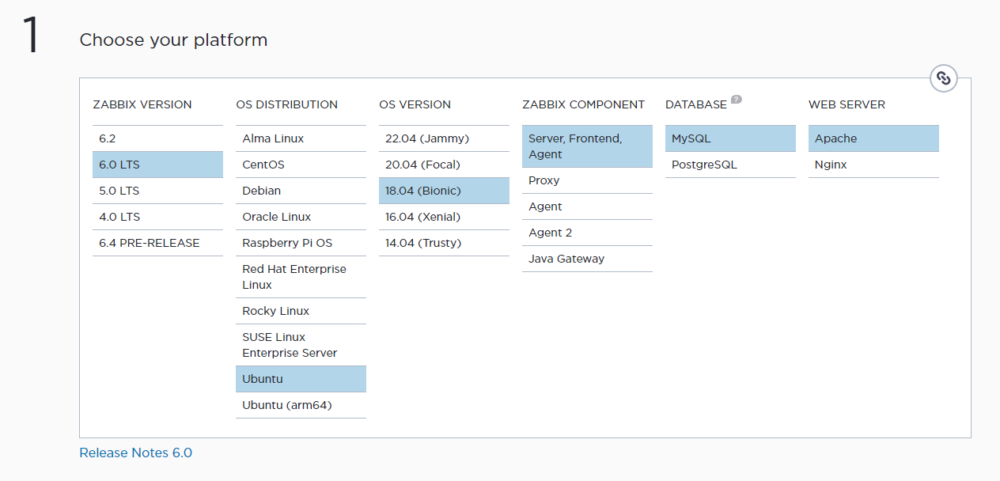 1
Choose your platform
ZABBIX VERSION
6.2
6.0 LTS
5.0 LTS
4.0 LTS
6.4 PRE-RELEASE
OS DISTRIBUTION
Alma Linux
CentOS
Debian
Oracle Linux
Raspberry Pi OS
Red Hat Enterprise
Linux
Rocky Linux
SUSE Linux
Enterprise Server
Ubuntu
Ubuntu (arm64)
OS VERSION
22.04 (Jammy)
20.04 (Focal)
18.04 (Bionic)
16.04 (Xenial)
14.04 (Trusty)
ZABBIX COMPONENT
Server, Frontend,
Agent
Proxy
Agent
Agent 2
Java Gateway
DATABASE ?
MySQL
PostgreSQL
WEB SERVER
Apache
Nginx
Release Notes 6.0